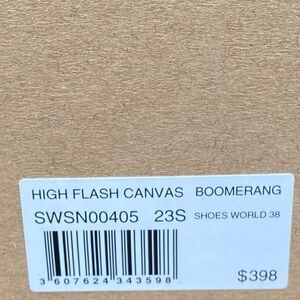 HIGH FLASH CANVAS BOOMERANG
SWSN00405 23S SHOES WORLD 38
3 607624 343598
$398